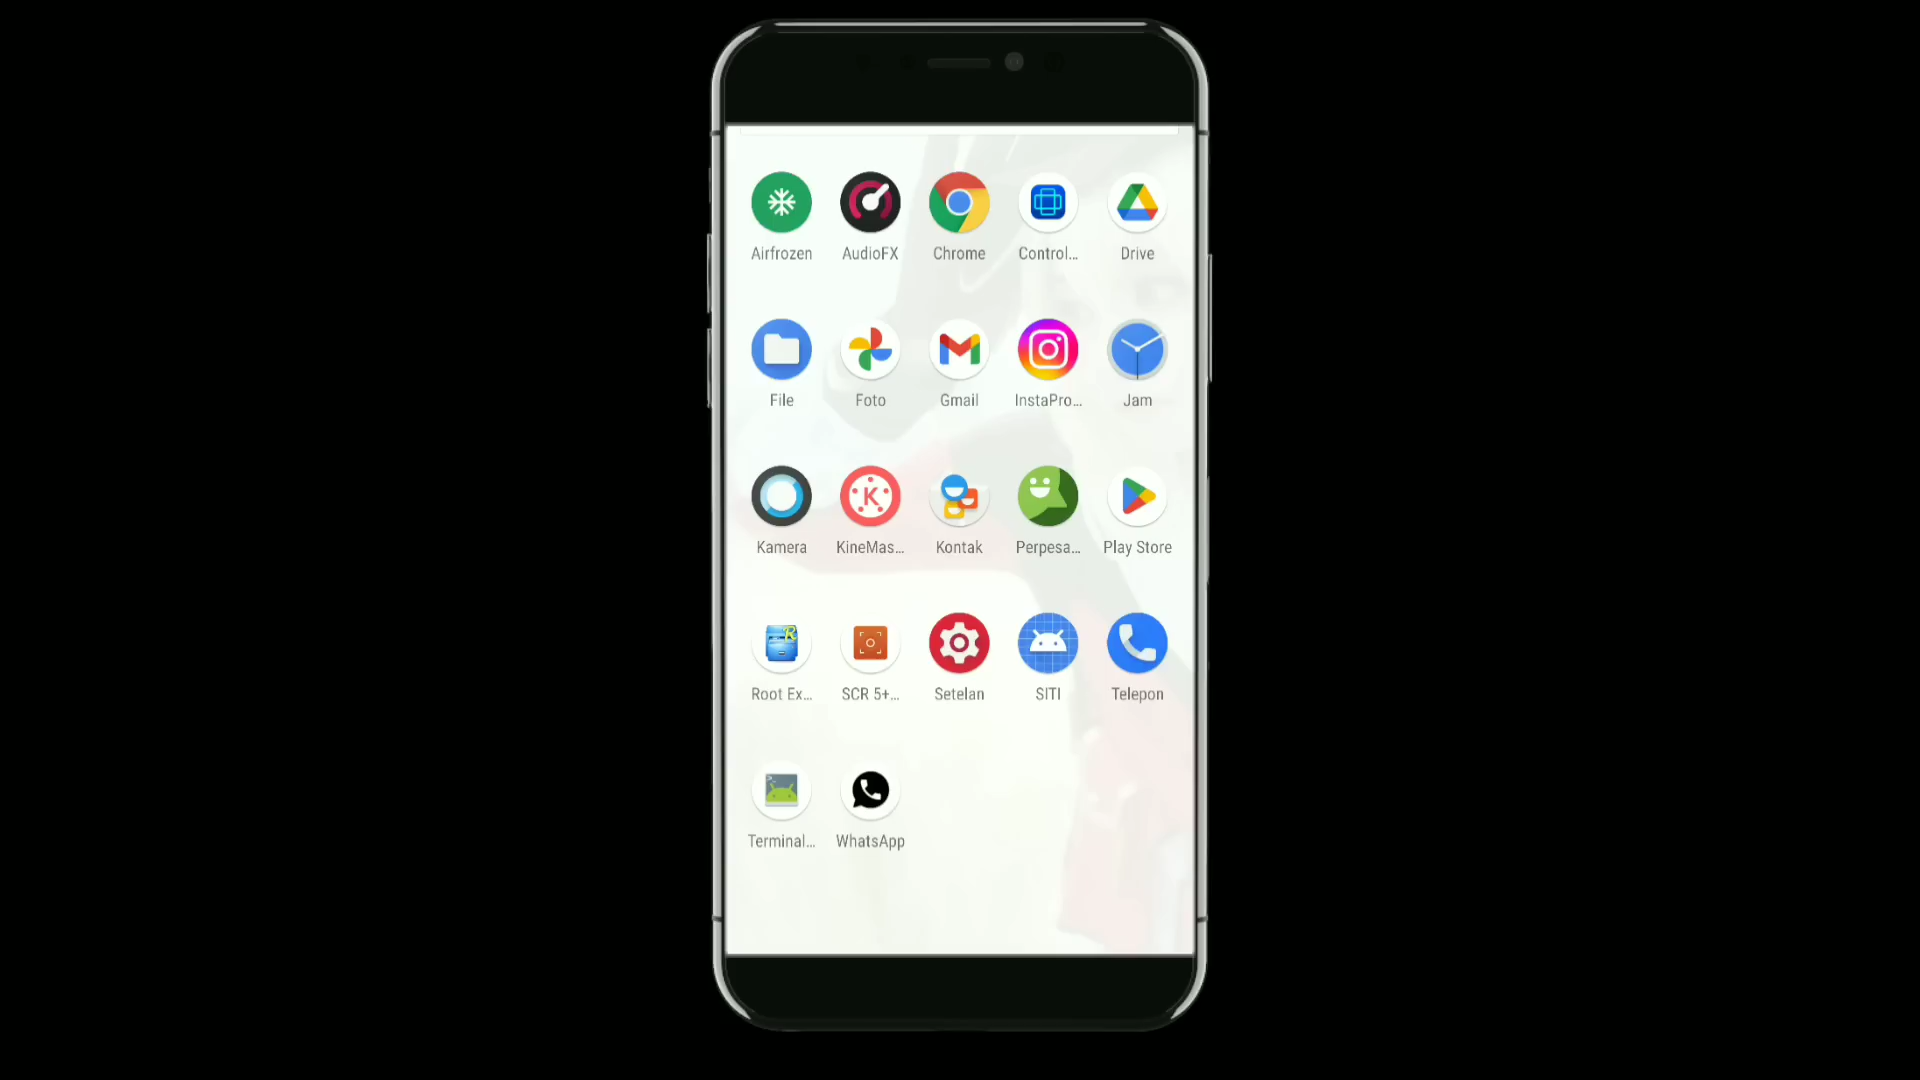 Airfrozen AudioFX Chrome Control... Drive
File Foto Gmail InstaPro... Jam
Kamera KineMas... Kontak Perpesa... Play Store
Root Ex... SCR 5+... Setelan SITI Telepon
Terminal... WhatsApp